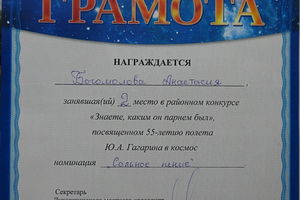 ГРАМОТА
НАГРАЖДАЕТСЯ
Богомолова Анастасия,
занявшая(ий) 2 место в районном конкурсе
«Знаете, каким он парнем был»,
посвященном 55-летию полета
Ю.А. Гагарина в космос
номинация "Сольное пение"
Секретарь